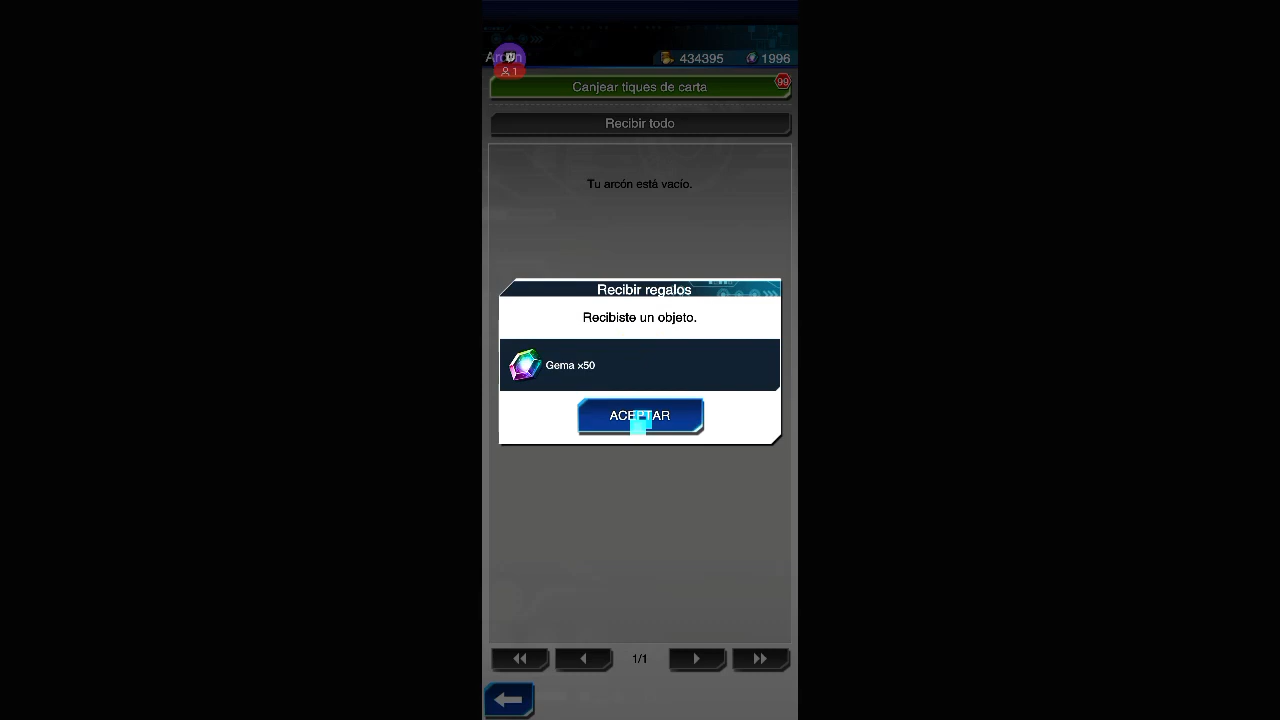 434395 1996
1
Canjear tiques de carta
99
Recibir todo
Tu arcón está vacío.
Recibir regalos
Recibiste un objeto.
Gema x50
ACEPTAR
1/1